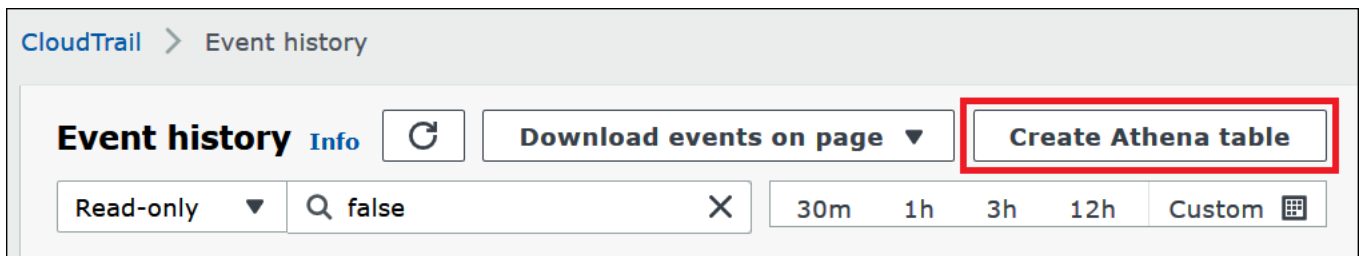 CloudTrail > Event history
Event history Info Download events on page ▼ Create Athena table
Read-only ▼ false 30m 1h 3h 12h Custom